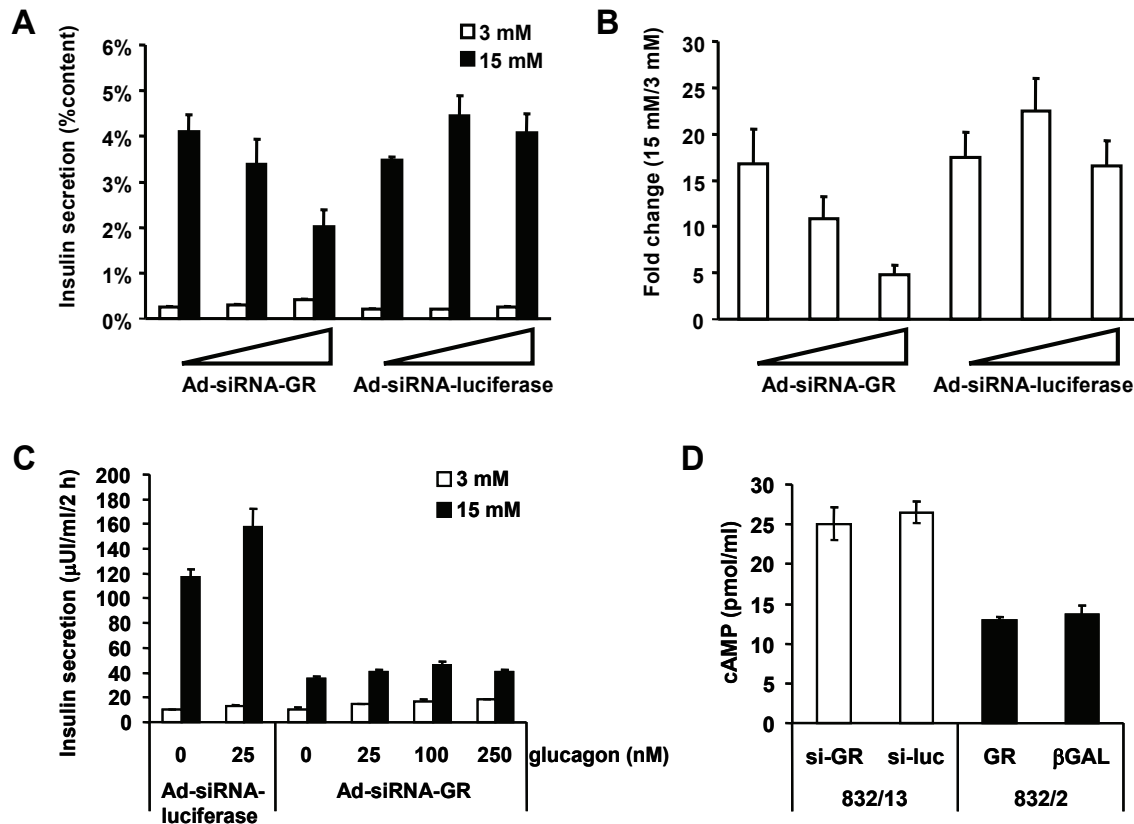 A
3 mM
15 mM
6%
5%
4%
3%
2%
1%
0%
Insulin secretion (%content)
Ad-siRNA-GR
Ad-siRNA-luciferase
B
30
25
20
15
10
5
0
Fold change (15 mM/3 mM)
Ad-siRNA-GR
Ad-siRNA-luciferase
C
3 mM
15 mM
200
180
160
140
120
100
80
60
40
20
0
Insulin secretion (μUI/ml/2 h)
0 25 0 25 100 250 glucagon (nM)
Ad-siRNA-
luciferase
Ad-siRNA-GR
D
30
25
20
15
10
5
0
cAMP (pmol/ml)
si-GR si-luc GR βGAL
832/13 832/2